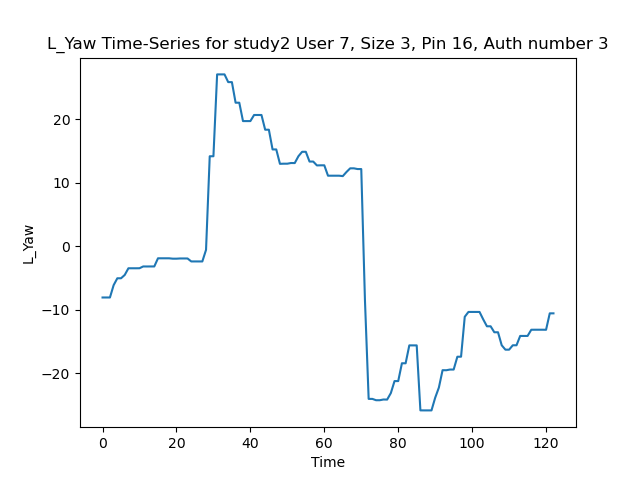 L_Yaw Time-Series for study2 User 7, Size 3, Pin 16, Auth number 3
L_Yaw
20
10
0
−10
−20
0 20 40 60 80 100 120
Time